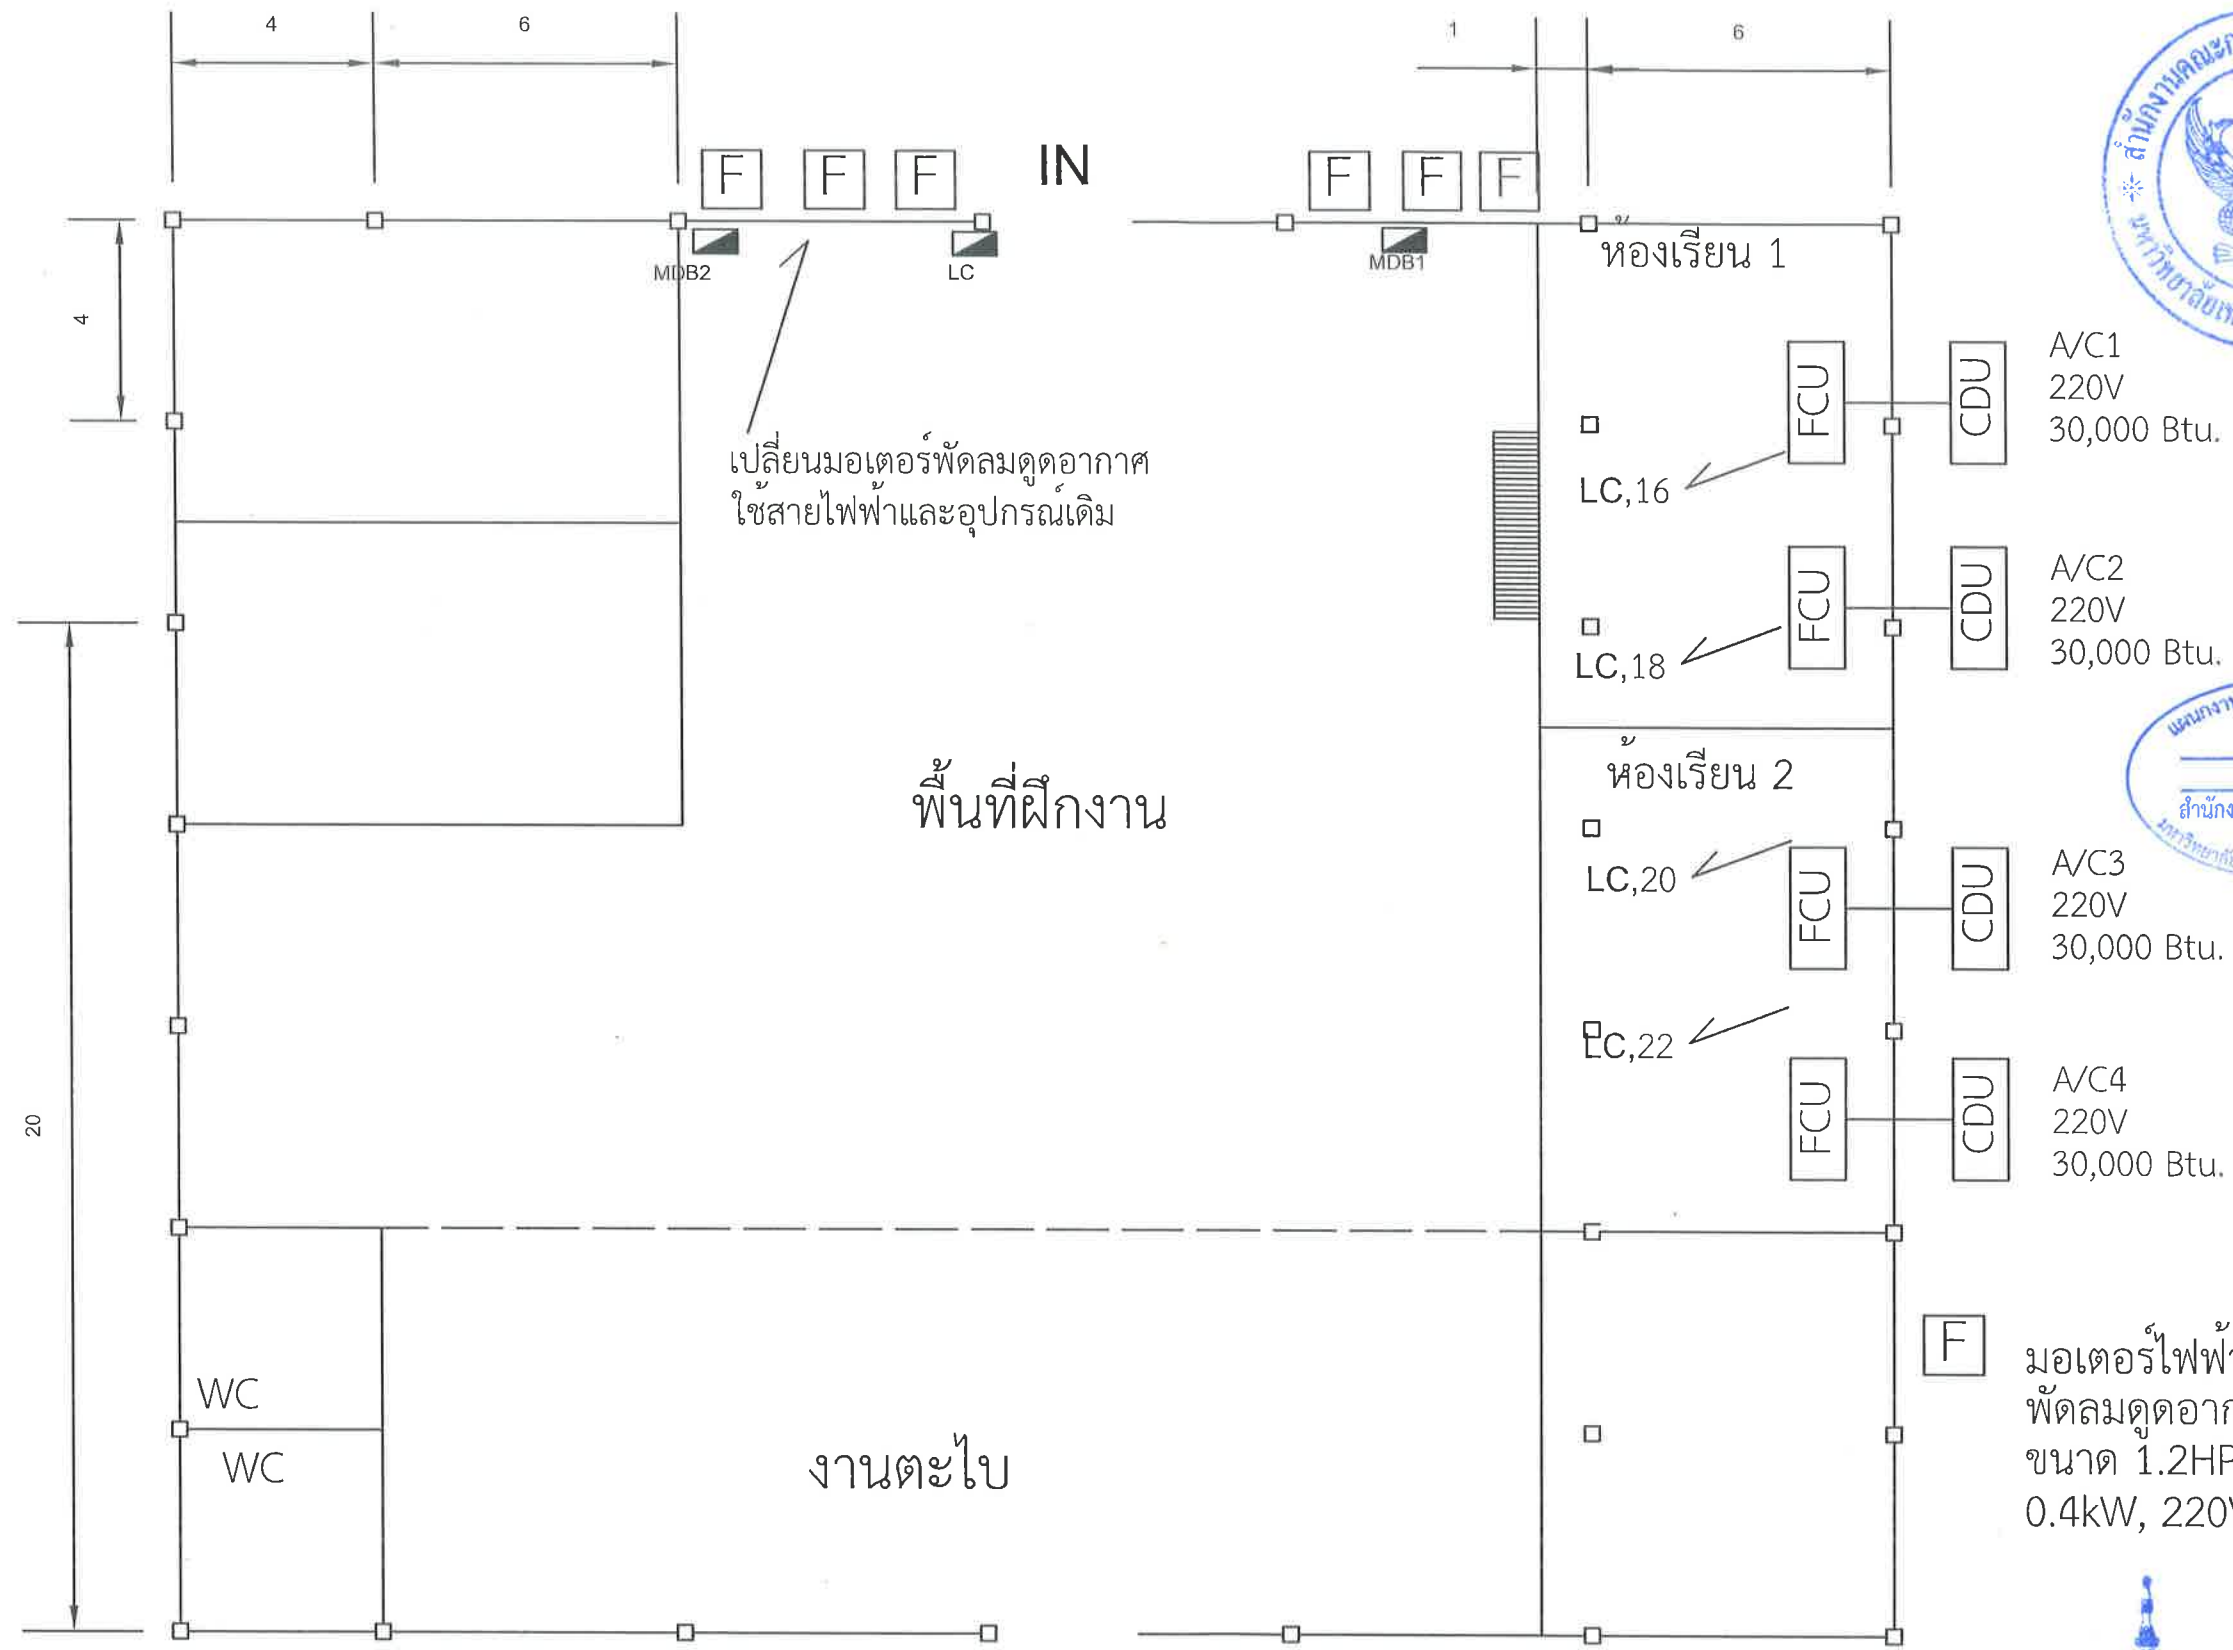 4
6
1
6
F
F
F
IN
F
F
F
MDB2
LC
MDB1
ห้องเรียน 1
4
A/C1
220V
30,000 Btu.
FCU
CDU
เปลี่ยนมอเตอร์พัดลมดูดอากาศ
ใช้สายไฟฟ้าและอุปกรณ์เดิม
LC,16
A/C2
220V
30,000 Btu.
FCU
CDU
LC,18
ห้องเรียน 2
พื้นที่ฝึกงาน
LC,20
A/C3
220V
30,000 Btu.
FCU
CDU
LC,22
A/C4
220V
30,000 Btu.
FCU
CDU
20
F
WC
WC
งานตะไบ
ขนาด 1.2HP
0.4kW, 220V